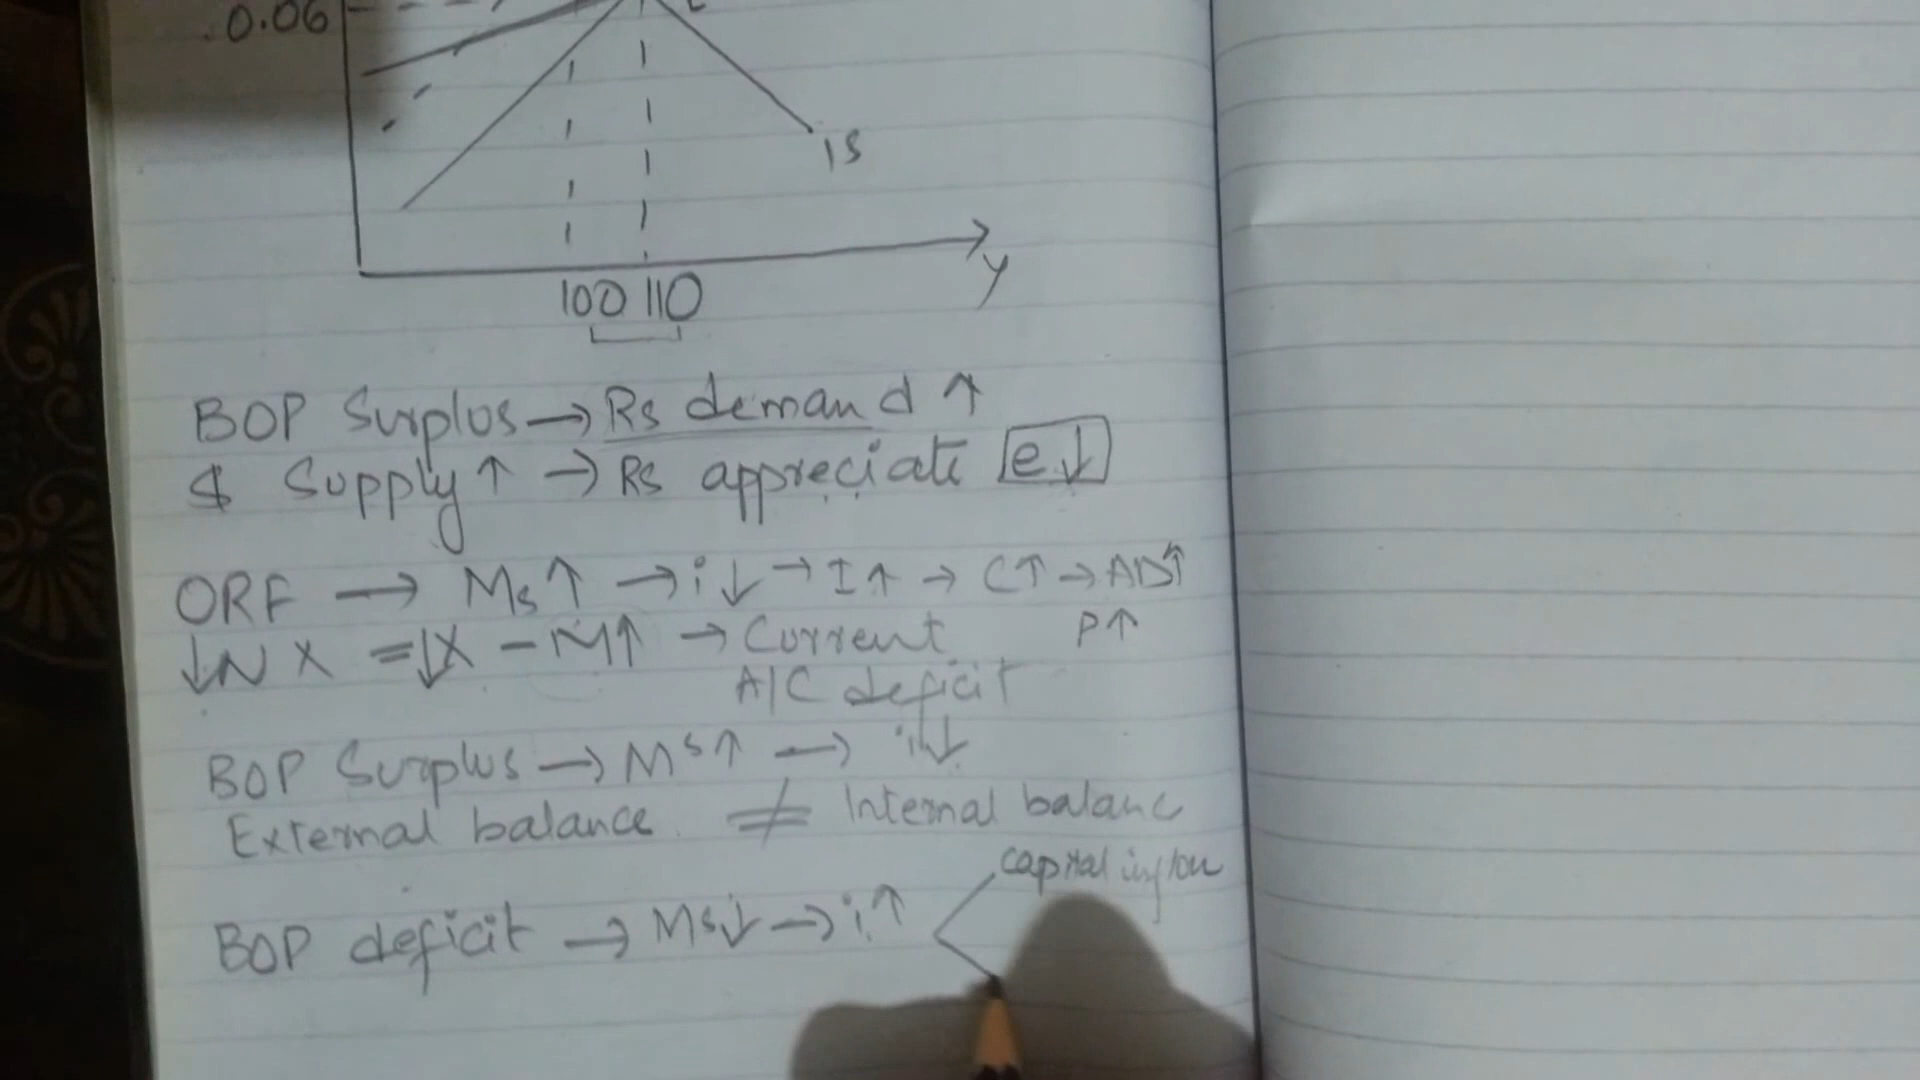 0.06
IS
y
100 110
BOP Surplus → Rs demand ↑
$ Supply ↑ → Rs appreciate e↓
ORF → Ms↑ → i↓ → I↑ → C↑ → AD↑
P↑
↓NX = ↓X - M↑ → Current
A/C deficit
BOP Surplus → Ms↑ → i↓
External balance ≠ Internal balanc
capital inflow
BOP deficit → Ms↓ → i↑